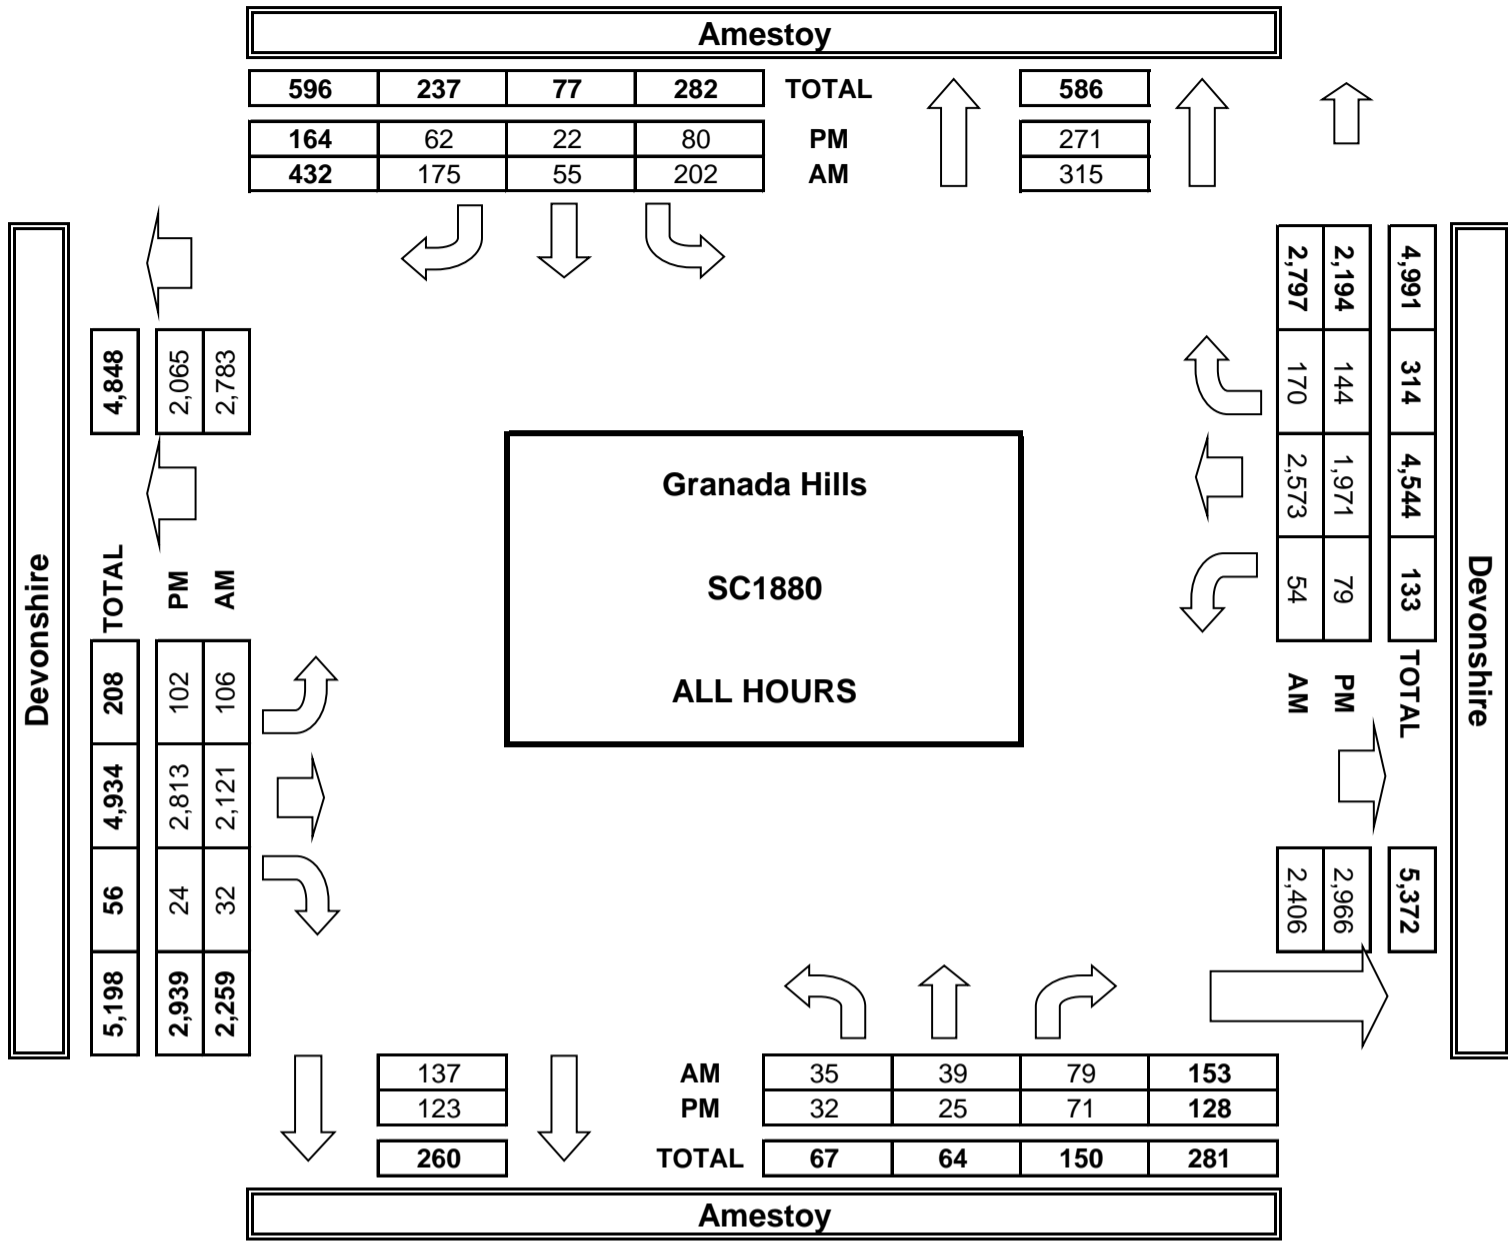 Amestoy
596 237 77 282 TOTAL 586
164 62 22 80 PM 271
432 175 55 202 AM 315
Devonshire
4,848
2,065
2,783
TOTAL
PM
AM
208 4,934 56 5,198
102 2,813 24 2,939
106 2,121 32 2,259
Granada Hills
SC1880
ALL HOURS
4,991 314 4,544 133 TOTAL
2,194 144 1,971 79 PM
2,797 170 2,573 54 AM
5,372
2,966
2,406
Devonshire
137 AM 35 39 79 153
123 PM 32 25 71 128
260 TOTAL 67 64 150 281
Amestoy